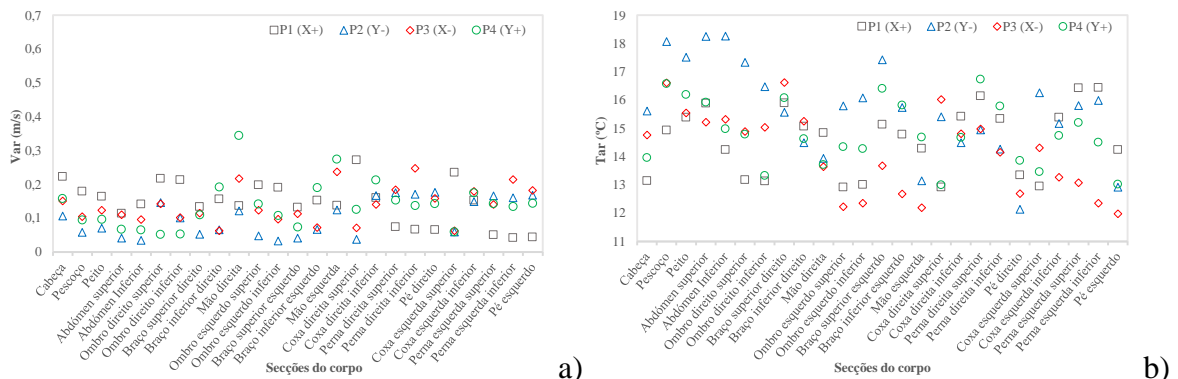 Var (m/s)
0,7
0,6
0,5
0,4
0,3
0,2
0,1
0
P1 (X+) P2 (Y-) P3 (X-) P4 (Y+)
Cabeça
Pescoço
Peito
Abdómen superior
Abdómen Inferior
Ombro direito superior
Ombro direito inferior
Braço superior direito
Braço inferior direito
Mão direita
Ombro esquerdo superior
Ombro esquerdo inferior
Braço superior esquerdo
Braço inferior esquerdo
Mão esquerda
Coxa direita superior
Coxa direita inferior
Perna direita superior
Perna direita inferior
Pé direito
Coxa esquerda superior
Coxa esquerda inferior
Perna esquerda superior
Perna esquerda inferior
Pé esquerdo
Secções do corpo
a)
Tar (ºC)
19
18
17
16
15
14
13
12
11
P1 (X+) P2 (Y-) P3 (X-) P4 (Y+)
Cabeça
Pescoço
Peito
Abdómen superior
Abdómen Inferior
Ombro direito superior
Ombro direito inferior
Braço superior direito
Braço inferior direito
Mão direita
Ombro esquerdo superior
Ombro esquerdo inferior
Braço superior esquerdo
Braço inferior esquerdo
Mão esquerda
Coxa direita superior
Coxa direita inferior
Perna direita superior
Perna direita inferior
Pé direito
Coxa esquerda superior
Coxa esquerda inferior
Perna esquerda superior
Perna esquerda inferior
Pé esquerdo
Secções do corpo
b)